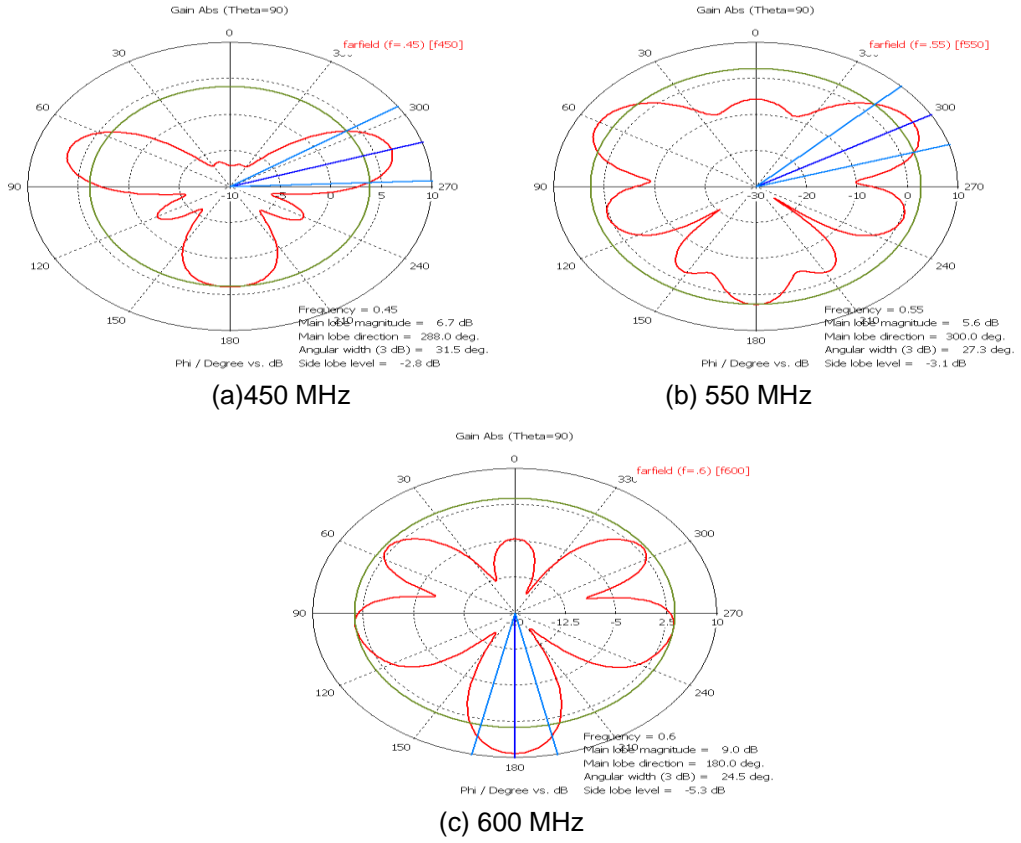 Gain Abs (Theta=90)
0
farfield (f=.45) [f450]
30
60
300
90
-10
-5
0
5
10
270
120
240
150
210
180
Frequency = 0.45
Main lobe magnitude = 6.7 dB
Main lobe direction = 288.0 deg.
Angular width (3 dB) = 31.5 deg.
Phi / Degree vs. dB
Side lobe level = -2.8 dB
(a)450 MHz
Gain Abs (Theta=90)
0
farfield (f=.55) [f550]
30
60
300
90
-30
-20
-10
0
10
270
120
240
150
210
180
Frequency = 0.55
Main lobe magnitude = 5.6 dB
Main lobe direction = 300.0 deg.
Angular width (3 dB) = 27.3 deg.
Phi / Degree vs. dB
Side lobe level = -3.1 dB
(b) 550 MHz
Gain Abs (Theta=90)
0
farfield (f=.6) [f600]
30
60
300
90
-12.5
-5
2.5
10
270
120
240
150
210
180
Frequency = 0.6
Main lobe magnitude = 9.0 dB
Main lobe direction = 180.0 deg.
Angular width (3 dB) = 24.5 deg.
Phi / Degree vs. dB
Side lobe level = -5.3 dB
(c) 600 MHz